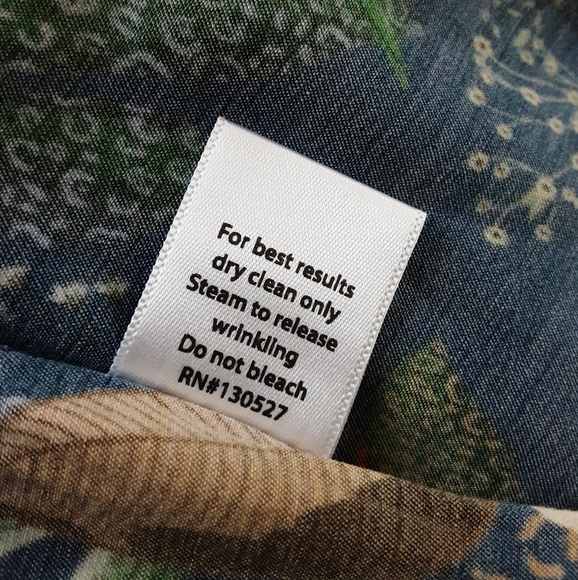 For best results
dry clean only
Steam to release
wrinkling
Do not bleach
RN#130527